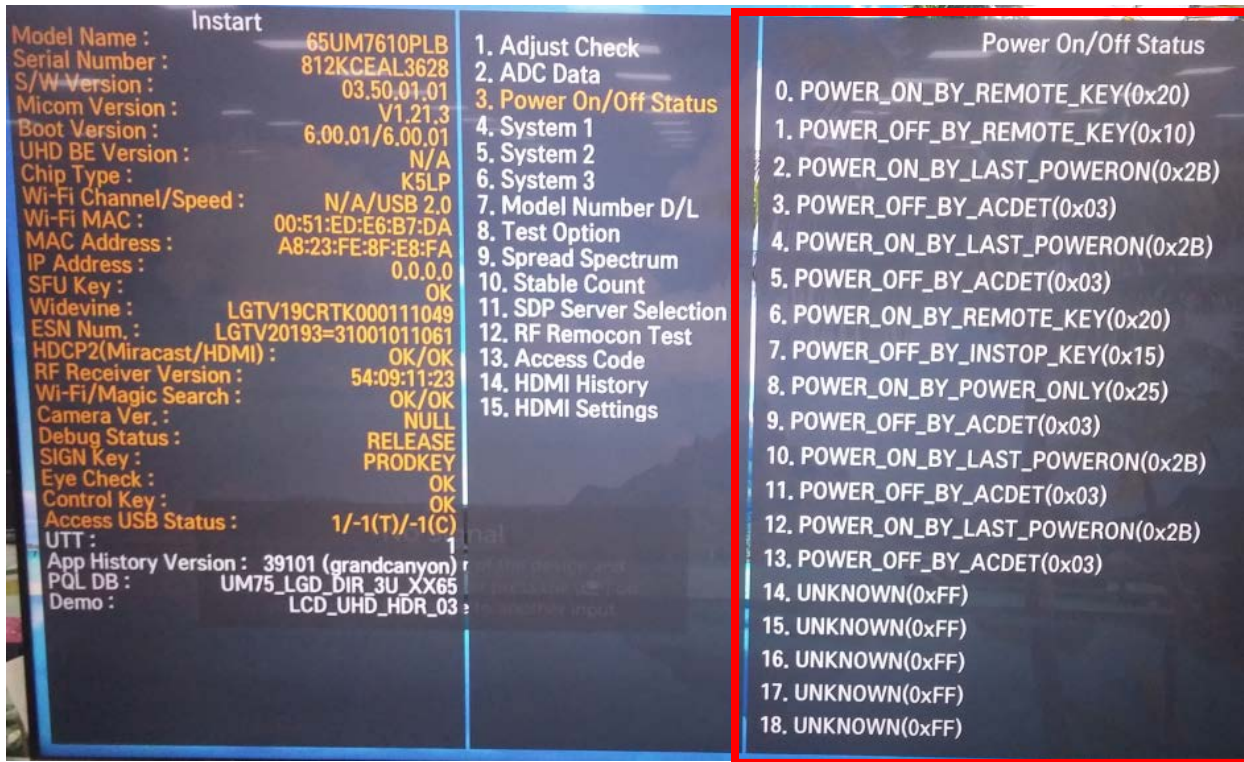 Instart
Model Name : 65UM7610PLB
Serial Number : 812KCEAL3628
S/W Version : 03.50.01.01
Micom Version : V1.21.3
Boot Version : 6.00.01/6.00.01
UHD BE Version : N/A
Chip Type : K5LP
Wi-Fi Channel/Speed : N/A/USB 2.0
Wi-Fi MAC : 00:51:ED:E6:B7:DA
MAC Address : A8:23:FE:8F:E8:FA
IP Address : 0.0.0.0
SFU Key : OK
Widevine : LGTV19CRTK000111049
ESN Num. : LGTV20193=31001011061
HDCP2(Miracast/HDMI) : OK/OK
RF Receiver Version : 54:09:11:23
Wi-Fi/Magic Search : OK/OK
Camera Ver. : NULL
Debug Status : RELEASE
SIGN Key : PRODKEY
Eye Check : OK
Control Key : OK
Access USB Status : 1/-1(T)/-1(C)
UTT : 1
App History Version : 39101 (grandcanyon)
PQL DB : UM75_LGD_DIR_3U_XX65
Demo : LCD_UHD_HDR_03
1. Adjust Check
2. ADC Data
3. Power On/Off Status
4. System 1
5. System 2
6. System 3
7. Model Number D/L
8. Test Option
9. Spread Spectrum
10. Stable Count
11. SDP Server Selection
12. RF Remocon Test
13. Access Code
14. HDMI History
15. HDMI Settings
Power On/Off Status
0. POWER_ON_BY_REMOTE_KEY(0x20)
1. POWER_OFF_BY_REMOTE_KEY(0x10)
2. POWER_ON_BY_LAST_POWERON(0x2B)
3. POWER_OFF_BY_ACDET(0x03)
4. POWER_ON_BY_LAST_POWERON(0x2B)
5. POWER_OFF_BY_ACDET(0x03)
6. POWER_ON_BY_REMOTE_KEY(0x20)
7. POWER_OFF_BY_INSTOP_KEY(0x15)
8. POWER_ON_BY_POWER_ONLY(0x25)
9. POWER_OFF_BY_ACDET(0x03)
10. POWER_ON_BY_LAST_POWERON(0x2B)
11. POWER_OFF_BY_ACDET(0x03)
12. POWER_ON_BY_LAST_POWERON(0x2B)
13. POWER_OFF_BY_ACDET(0x03)
14. UNKNOWN(0xFF)
15. UNKNOWN(0xFF)
16. UNKNOWN(0xFF)
17. UNKNOWN(0xFF)
18. UNKNOWN(0xFF)